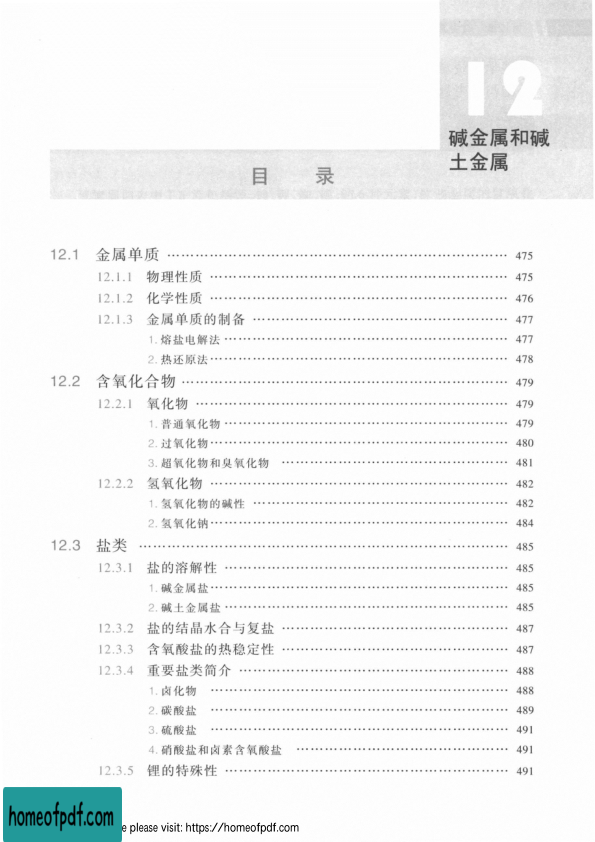 12
碱金属和碱
土金属
目 录
12.1 金属单质 …… 475
12.1.1 物理性质 …… 475
12.1.2 化学性质 …… 476
12.1.3 金属单质的制备 …… 477
1. 熔盐电解法 …… 477
2. 热还原法 …… 478
12.2 含氧化合物 …… 479
12.2.1 氧化物 …… 479
1. 普通氧化物 …… 479
2. 过氧化物 …… 480
3. 超氧化物和臭氧化物 …… 481
12.2.2 氢氧化物 …… 482
1. 氢氧化物的碱性 …… 482
2. 氢氧化钠 …… 484
12.3 盐类 …… 485
12.3.1 盐的溶解性 …… 485
1. 碱金属盐 …… 485
2. 碱土金属盐 …… 485
12.3.2 盐的结晶水合与复盐 …… 487
12.3.3 含氧酸盐的热稳定性 …… 487
12.3.4 重要盐类简介 …… 488
1. 卤化物 …… 488
2. 碳酸盐 …… 489
3. 硫酸盐 …… 491
4. 硝酸盐和卤素含氧酸盐 …… 491
12.3.5 锂的特殊性 …… 491
homeofpdf.com
e please visit: https://homeofpdf.com